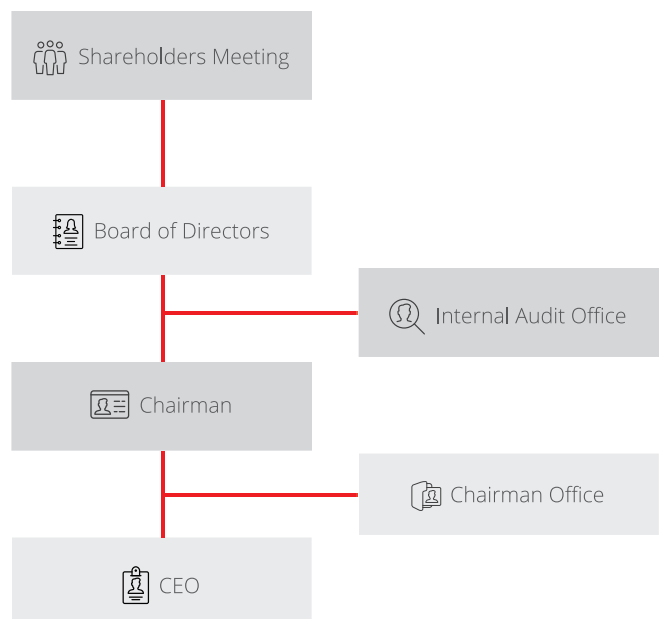 Shareholders Meeting
Board of Directors
Internal Audit Office
Chairman
Chairman Office
CEO